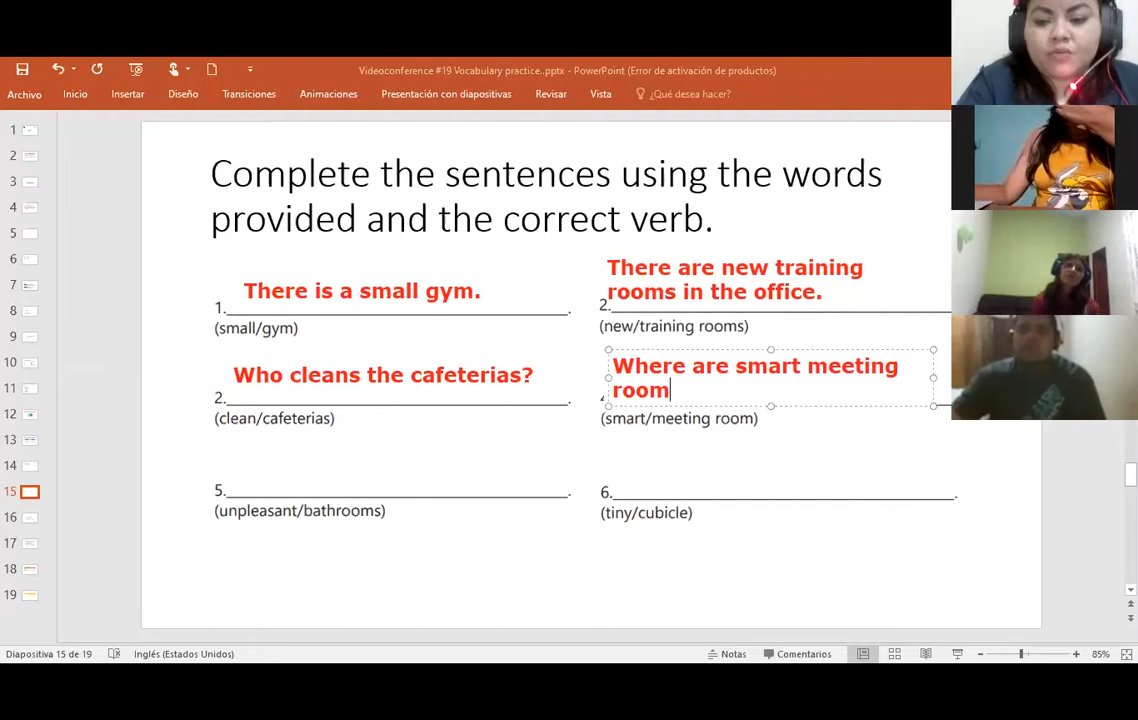 Videoconference #19 Vocabulary practice..pptx - PowerPoint (Error de activación de productos)
Archivo Inicio Insertar Diseño Transiciones Animaciones Presentación con diapositivas Revisar Vista ¿Qué desea hacer?
1
2
3
4
5
6
7
8
9
10
11
12
13
14
15
16
17
18
19
Complete the sentences using the words
provided and the correct verb.
There is a small gym.
1.______________________________.
(small/gym)
There are new training
rooms in the office.
2.______________________________
(new/training rooms)
Who cleans the cafeterias?
2.______________________________.
(clean/cafeterias)
Where are smart meeting
room
(smart/meeting room)
5.______________________________.
(unpleasant/bathrooms)
6.______________________________.
(tiny/cubicle)
Diapositiva 15 de 19 Inglés (Estados Unidos) Notas Comentarios 85%